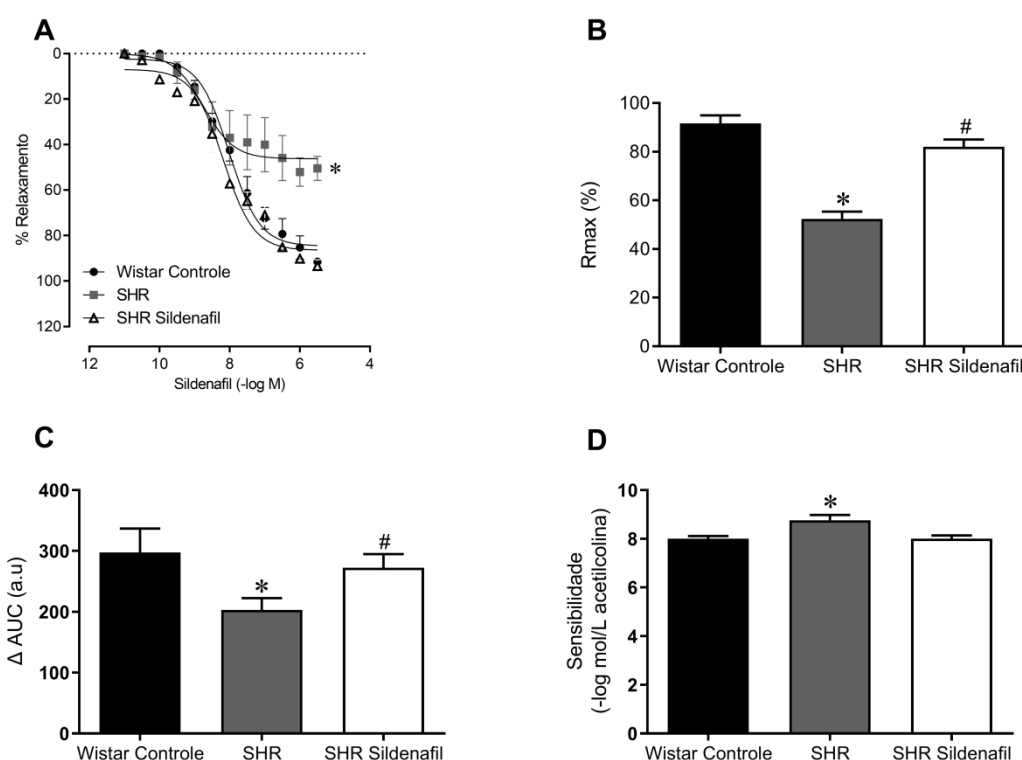 A
0
20
40
60
80
100
120
% Relaxamento
*
Wistar Controle
SHR
SHR Sildenafil
12 10 8 6 4
Sildenafil (-log M)
B
100
80
60
40
20
0
Rmax (%)
*
#
Wistar Controle SHR SHR Sildenafil
C
400
300
200
100
0
Δ AUC (a.u)
*
#
Wistar Controle SHR SHR Sildenafil
D
10
8
6
4
2
0
Sensibilidade
(-log mol/L acetilcolina)
*
Wistar Controle SHR SHR Sildenafil